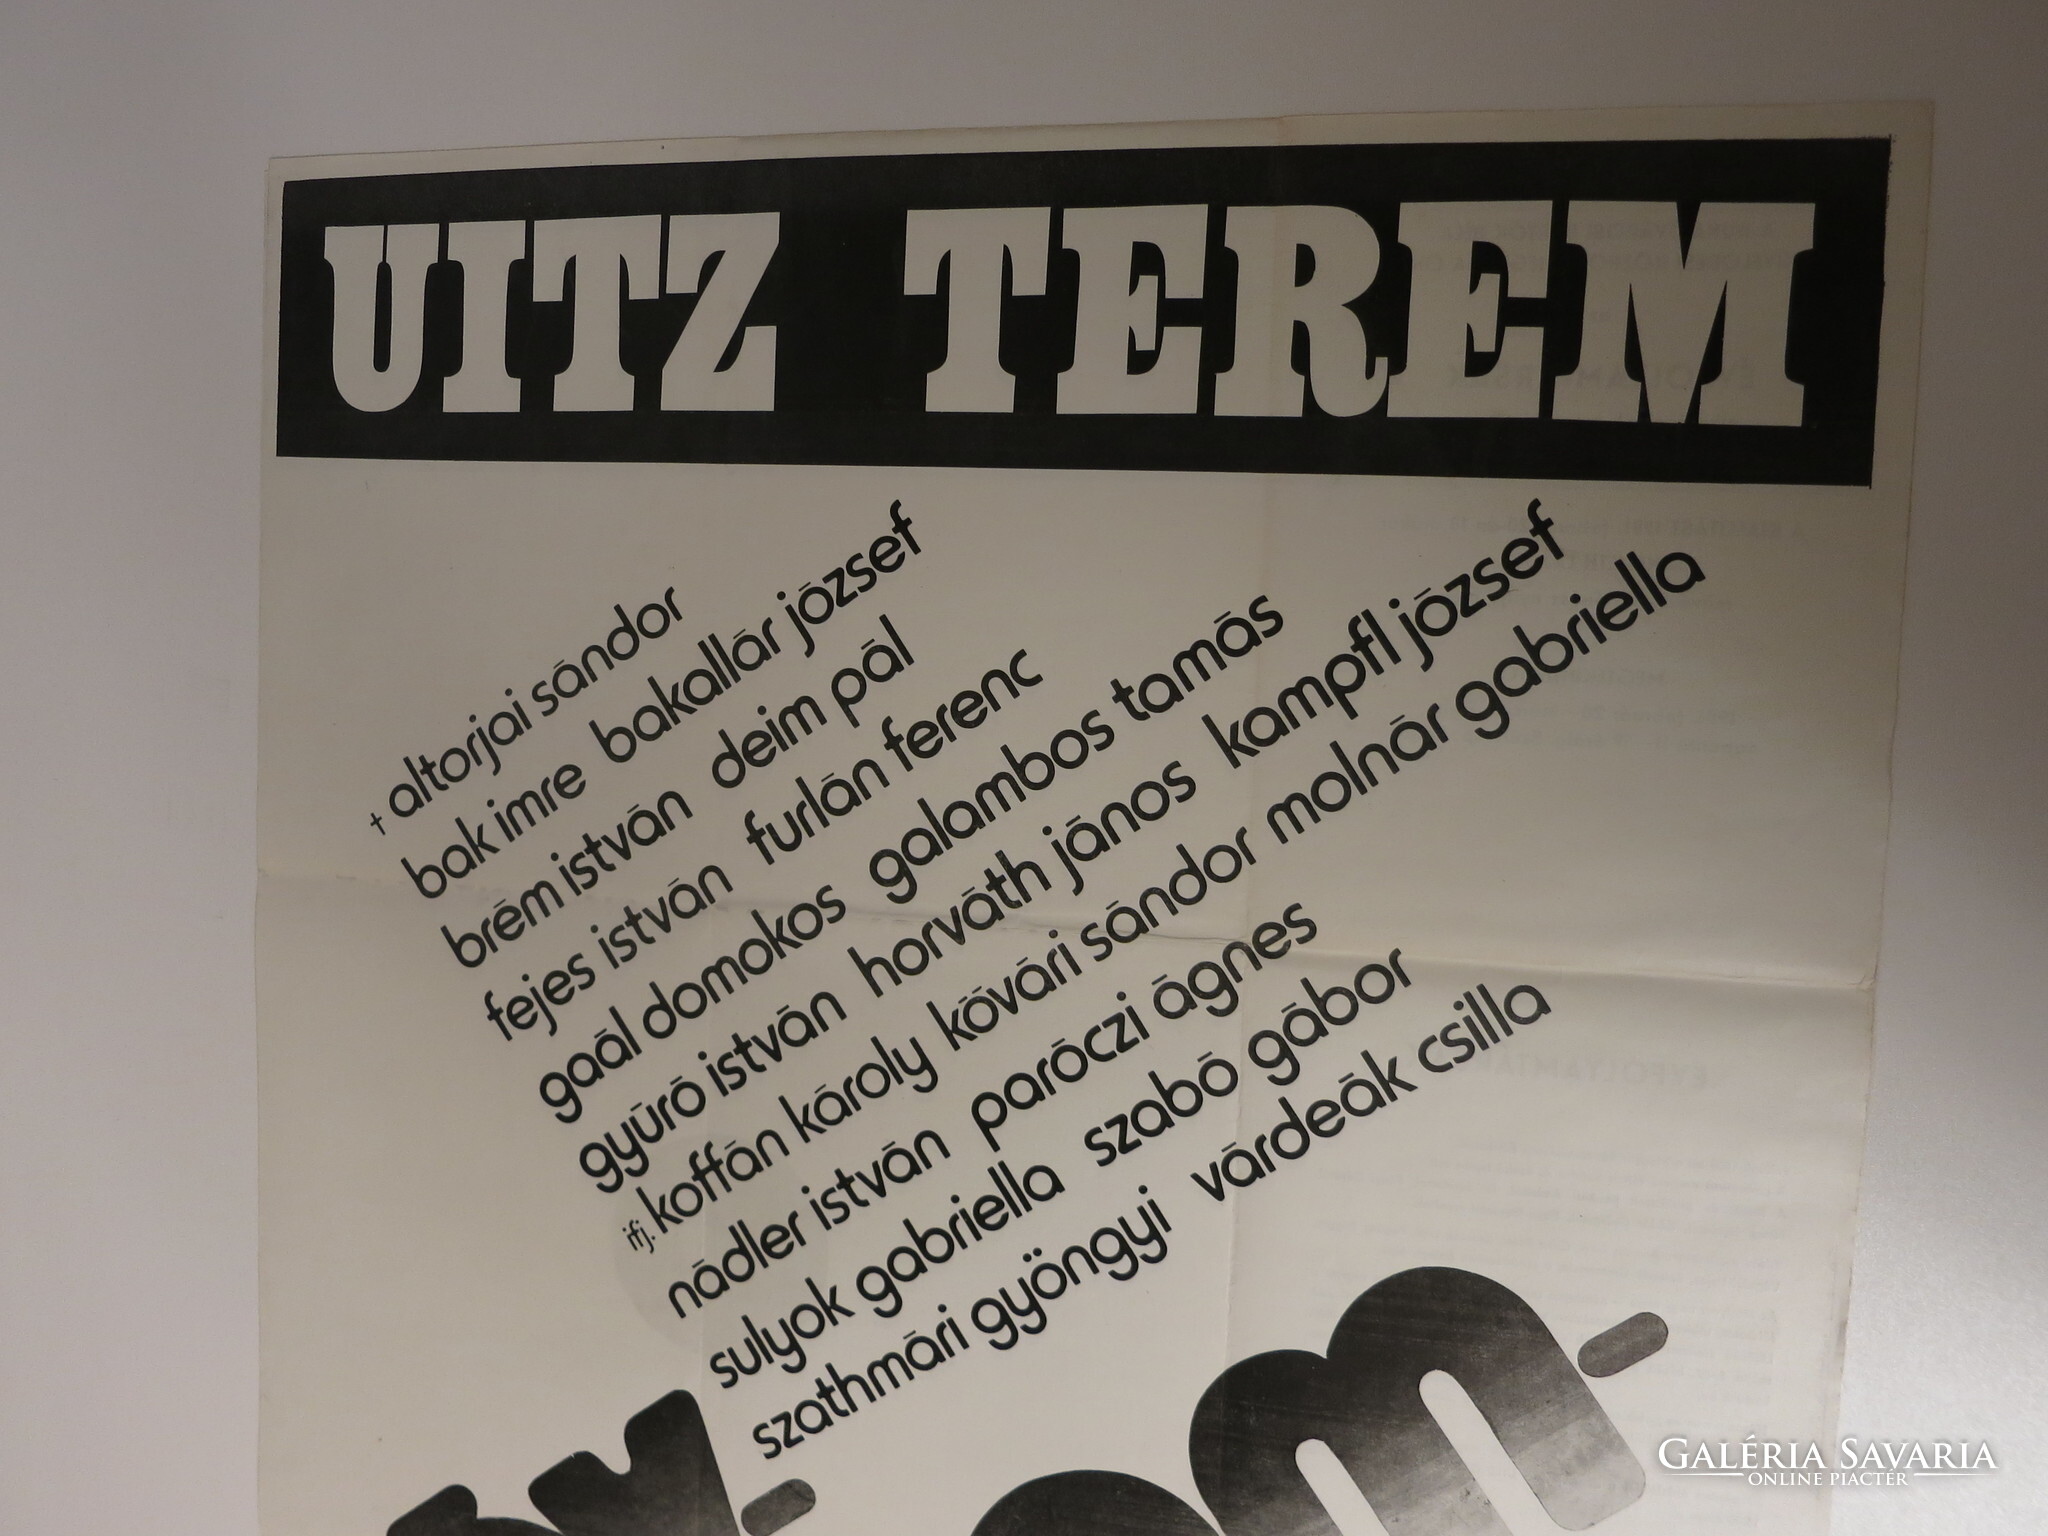 UITZ TEREM
† altorjai sándor
bak imre bakallár józsef
brém istván deim pál
fejes istván furlán ferenc
gaál domokos galambos tamás
gyúró istván horváth jános kampfl józsef
ifj. koffán károly kóvári sándor molnár gabriella
nádler istván paróczi ágnes
sulyok gabriella szabó gábor
szathmári gyöngyi várdeák csilla
GALÉRIA SAVARIA
ONLINE PIACTÉR